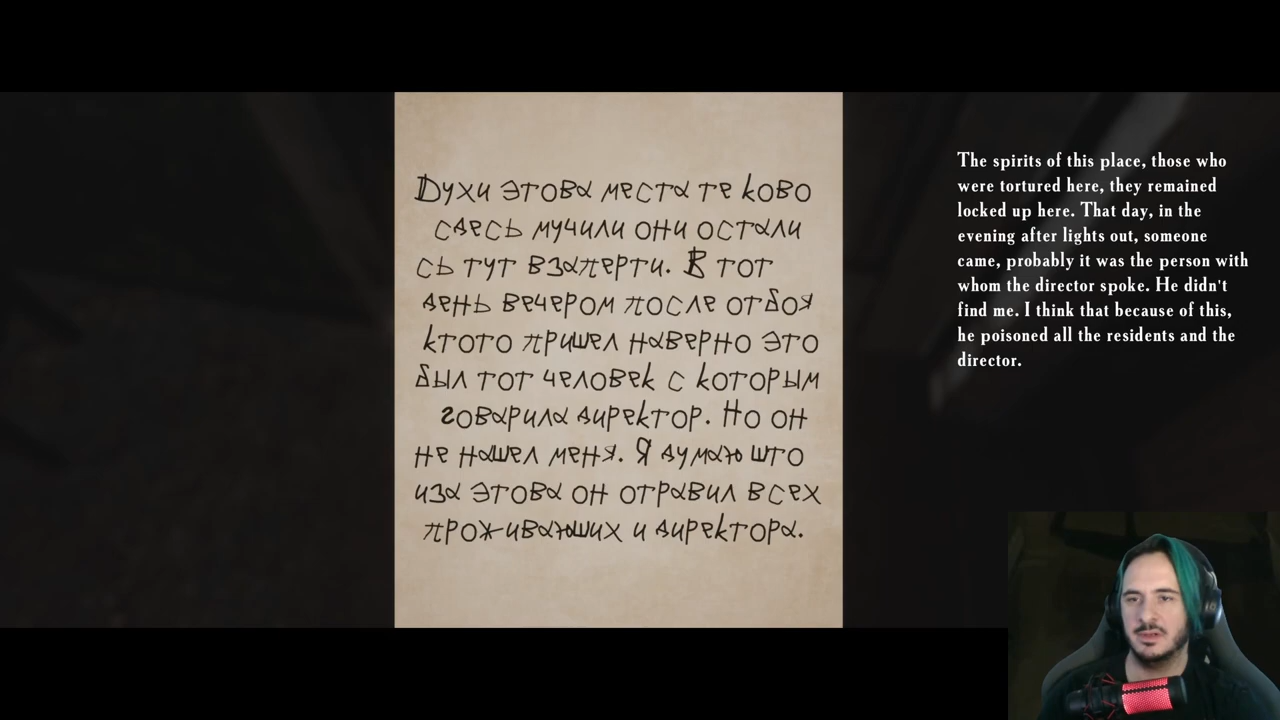 Духи этова места те ково
сдесь мучили они остали
сь тут взаперти. В тот
день вечером после отбоя
ктото пришел наверно это
был тот человек с которым
говарила директор. Но он
не нашел меня. Я думаю што
иза этова он отравил всех
проживаюших и директора.
The spirits of this place, those who
were tortured here, they remained
locked up here. That day, in the
evening after lights out, someone
came, probably it was the person with
whom the director spoke. He didn't
find me. I think that because of this,
he poisoned all the residents and the
director.